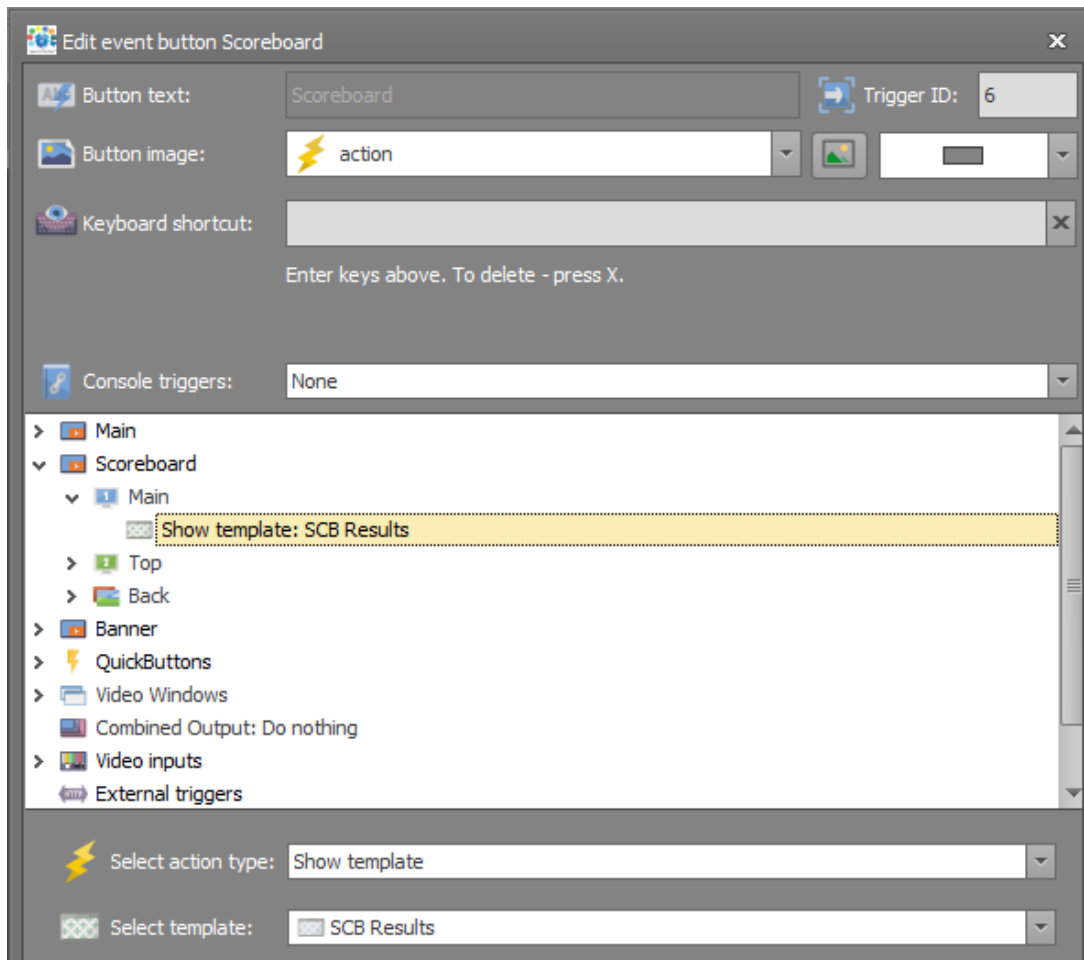 Edit event button Scoreboard
Button text: Scoreboard Trigger ID: 6
Button image: action
Keyboard shortcut:
Enter keys above. To delete - press X.
Console triggers: None
Main
Scoreboard
1 Main
Show template: SCB Results
2 Top
Back
Banner
QuickButtons
Video Windows
Combined Output: Do nothing
Video inputs
External triggers
Select action type: Show template
Select template: SCB Results